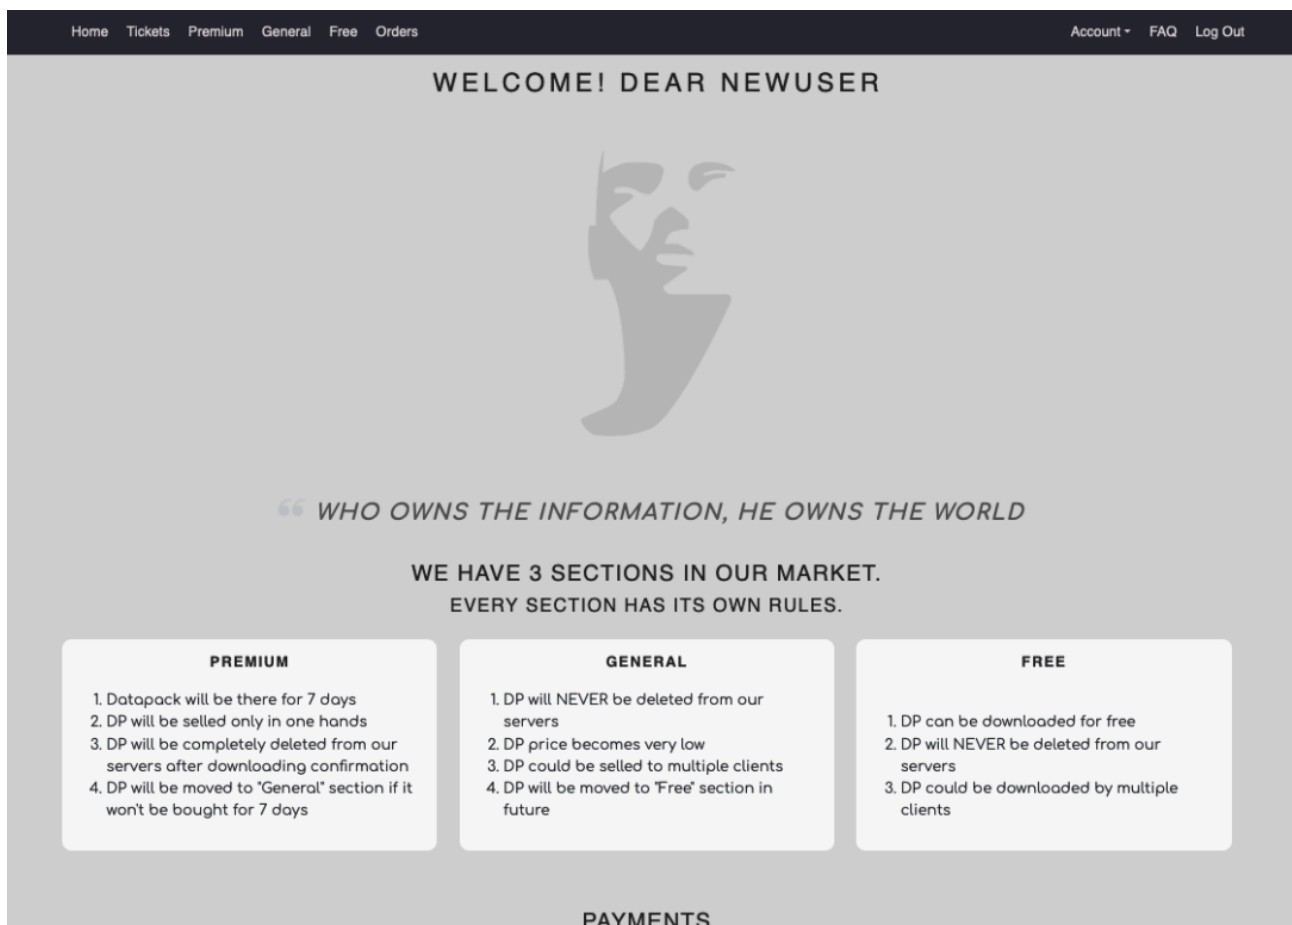 Home Tickets Premium General Free Orders Account FAQ Log Out
WELCOME! DEAR NEWUSER
“ WHO OWNS THE INFORMATION, HE OWNS THE WORLD
WE HAVE 3 SECTIONS IN OUR MARKET.
EVERY SECTION HAS ITS OWN RULES.
PREMIUM
1. Datapack will be there for 7 days
2. DP will be selled only in one hands
3. DP will be completely deleted from our
servers after downloading confirmation
4. DP will be moved to "General" section if it
won't be bought for 7 days
GENERAL
1. DP will NEVER be deleted from our
servers
2. DP price becomes very low
3. DP could be selled to multiple clients
4. DP will be moved to "Free" section in
future
FREE
1. DP can be downloaded for free
2. DP will NEVER be deleted from our
servers
3. DP could be downloaded by multiple
clients
PAYMENTS